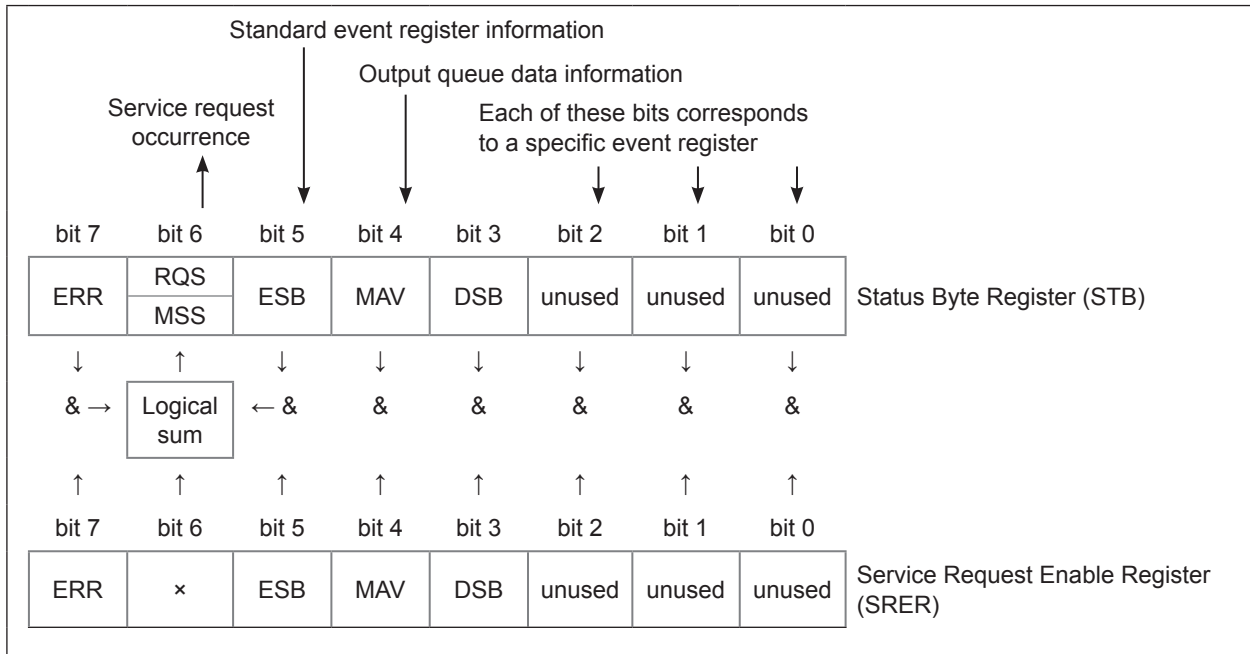 Standard event register information
Output queue data information
Service request
occurrence
Each of these bits corresponds
to a specific event register
bit 7 bit 6 bit 5 bit 4 bit 3 bit 2 bit 1 bit 0
ERR RQS MSS ESB MAV DSB unused unused unused Status Byte Register (STB)
↓ ↑ ↓ ↓ ↓ ↓ ↓ ↓
& → Logical sum ← & & & & & &
↑ ↑ ↑ ↑ ↑ ↑ ↑ ↑
bit 7 bit 6 bit 5 bit 4 bit 3 bit 2 bit 1 bit 0
ERR × ESB MAV DSB unused unused unused Service Request Enable Register
(SRER)